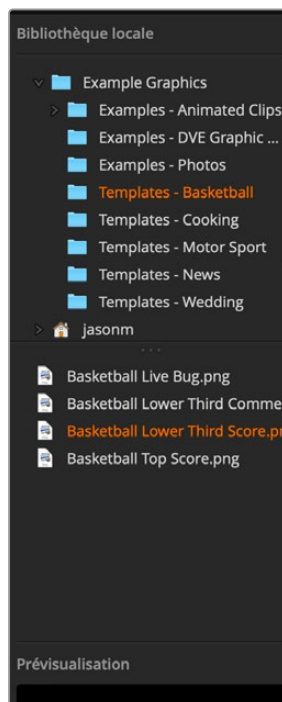 Bibliothèque locale
Example Graphics
Examples - Animated Clips
Examples - DVE Graphic ...
Examples - Photos
Templates - Basketball
Templates - Cooking
Templates - Motor Sport
Templates - News
Templates - Wedding
jasonm
Basketball Live Bug.png
Basketball Lower Third Comme
Basketball Lower Third Score.pn
Basketball Top Score.png
Prévisualisation